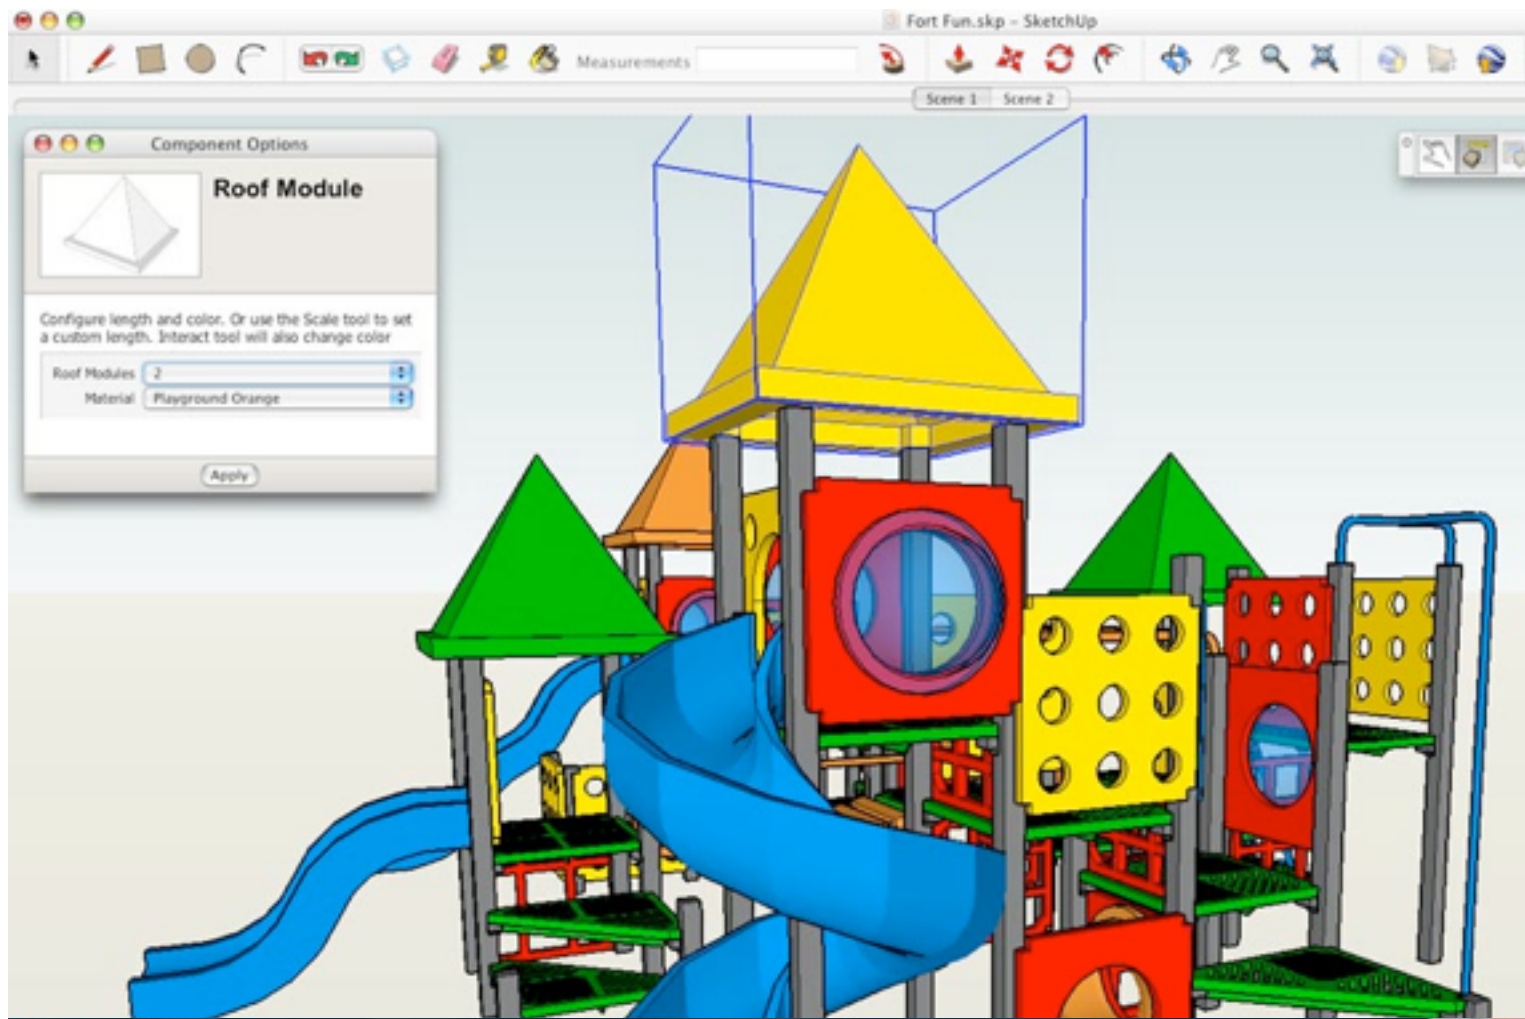 Fort Fun.skp – SketchUp
Measurements
Scene 1 Scene 2
Component Options
Roof Module
Configure length and color. Or use the Scale tool to set
a custom length. Interact tool will also change color
Roof Modules 2
Material Playground Orange
Apply